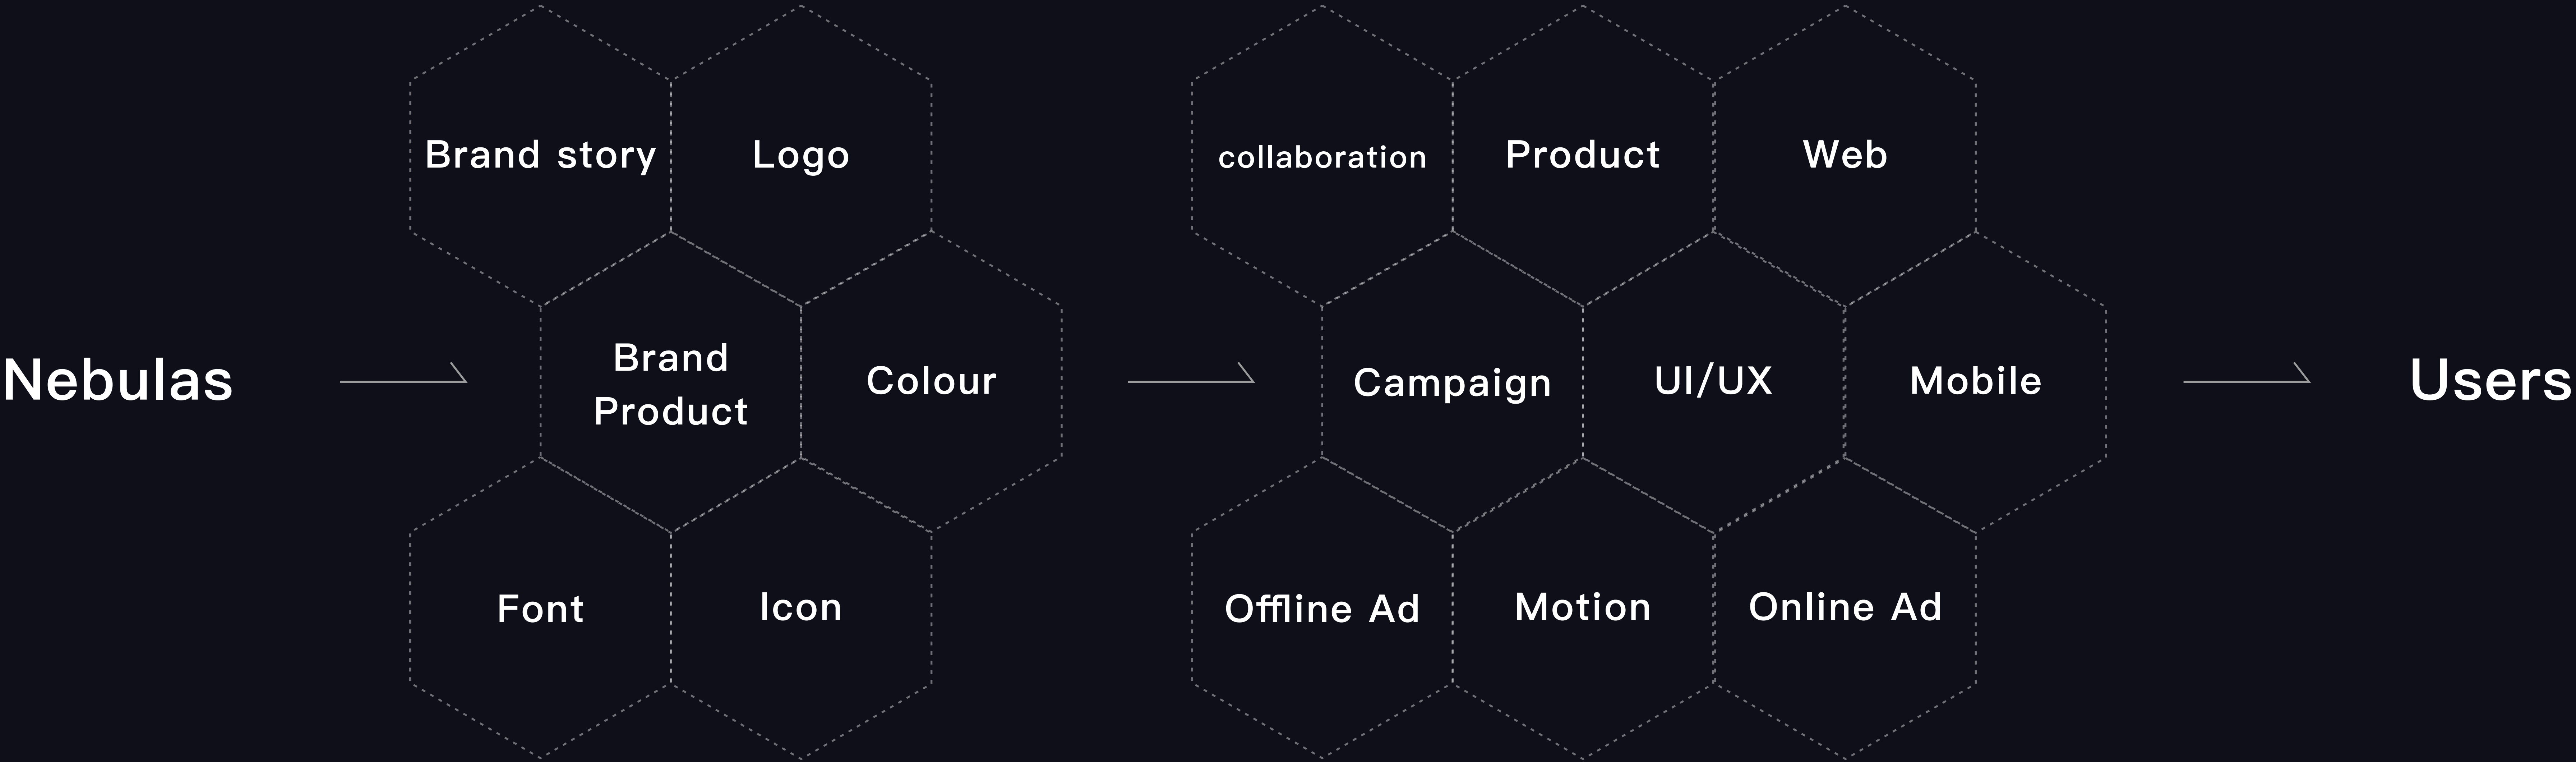 Nebulas
Brand story
Logo
Brand
Product
Colour
Font
Icon
collaboration
Product
Web
Campaign
UI/UX
Mobile
Offline Ad
Motion
Online Ad
Users